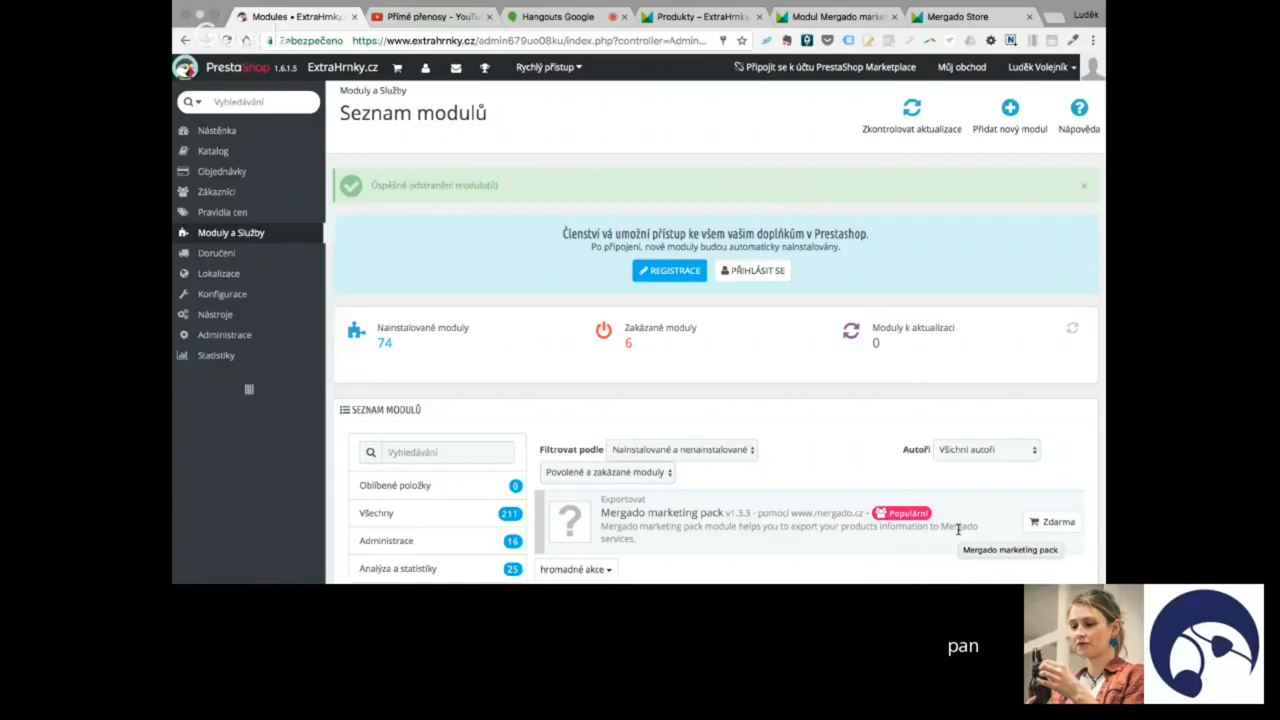 Modules • ExtraHrnky.
Přímé přenosy - YouTu
Hangouts Google
Produkty – ExtraHrnky.
Modul Mergado market
Mergado Store
Luděk
Zabezpečeno
https://www.extrahrnky.cz/admin679uo08ku/index.php?controller=Admin...
PrestaShop 1.6.1.5
ExtraHrnky.cz
Rychlý přístup
Připojit se k účtu PrestaShop Marketplace
Můj obchod
Luděk Volejník
Vyhledávání
Nástěnka
Katalog
Objednávky
Zákazníci
Pravidla cen
Moduly a Služby
Doručení
Lokalizace
Konfigurace
Nástroje
Administrace
Statistiky
Moduly a Služby
Seznam modulů
Zkontrolovat aktualizace
Přidat nový modul
Nápověda
Úspěšně odstranění modulu(ů)
Členství vá umožní přístup ke všem vašim doplňkům v Prestashop.
Po připojení, nové moduly budou automaticky nainstalovány.
REGISTRACE
PŘIHLÁSIT SE
Nainstalované moduly
74
Zakázané moduly
6
Moduly k aktualizaci
0
SEZNAM MODULŮ
Vyhledávání
Oblíbené položky 0
Všechny 211
Administrace 16
Analýza a statistiky 25
Filtrovat podle Nainstalované a nenainstalované
Autoři Všichni autoři
Povolené a zakázané moduly
Exportovat
Mergado marketing pack v1.3.3 - pomocí www.mergado.cz - Populární
Mergado marketing pack module helps you to export your products information to Mergado
services.
Zdarma
Mergado marketing pack
hromadné akce
pan